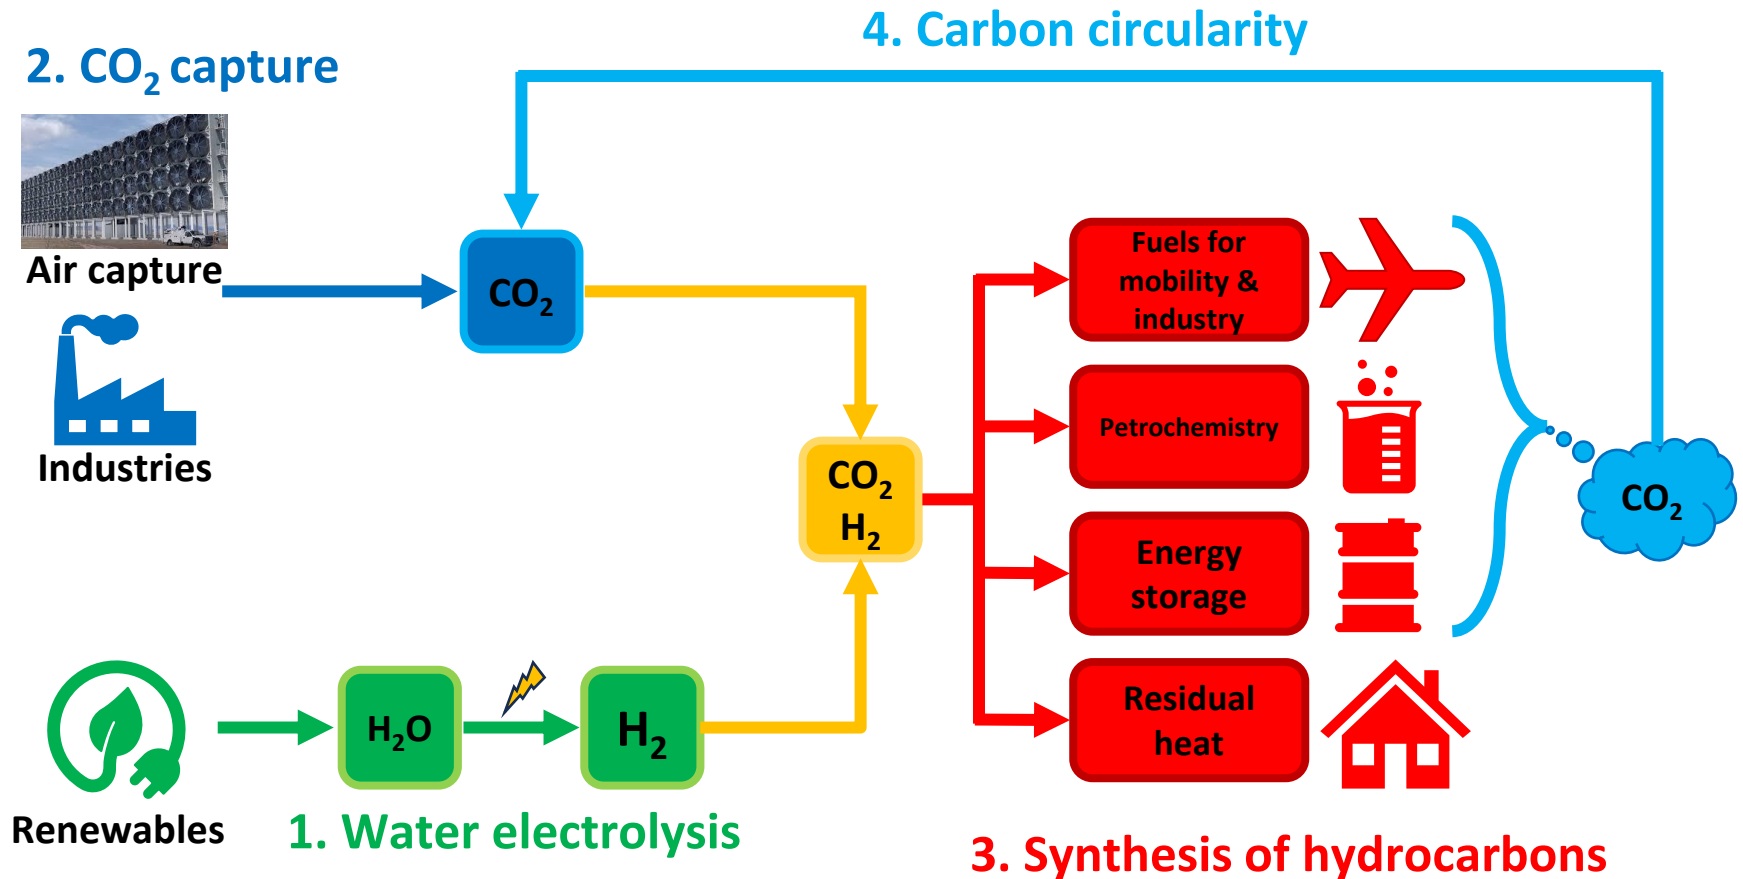 4. Carbon circularity
2. CO₂ capture
Air capture
Industries
CO₂
CO₂
H₂
Fuels for
mobility &
industry
Petrochemistry
Energy
storage
Residual
heat
CO₂
Renewables
H₂O
H₂
1. Water electrolysis
3. Synthesis of hydrocarbons